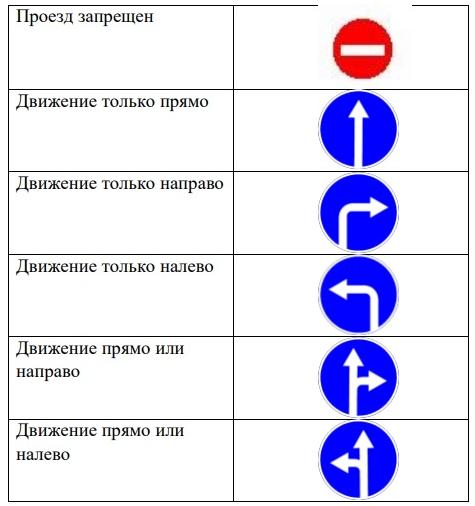 Проезд запрещен
Движение только прямо
Движение только направо
Движение только налево
Движение прямо или
направо
Движение прямо или
налево